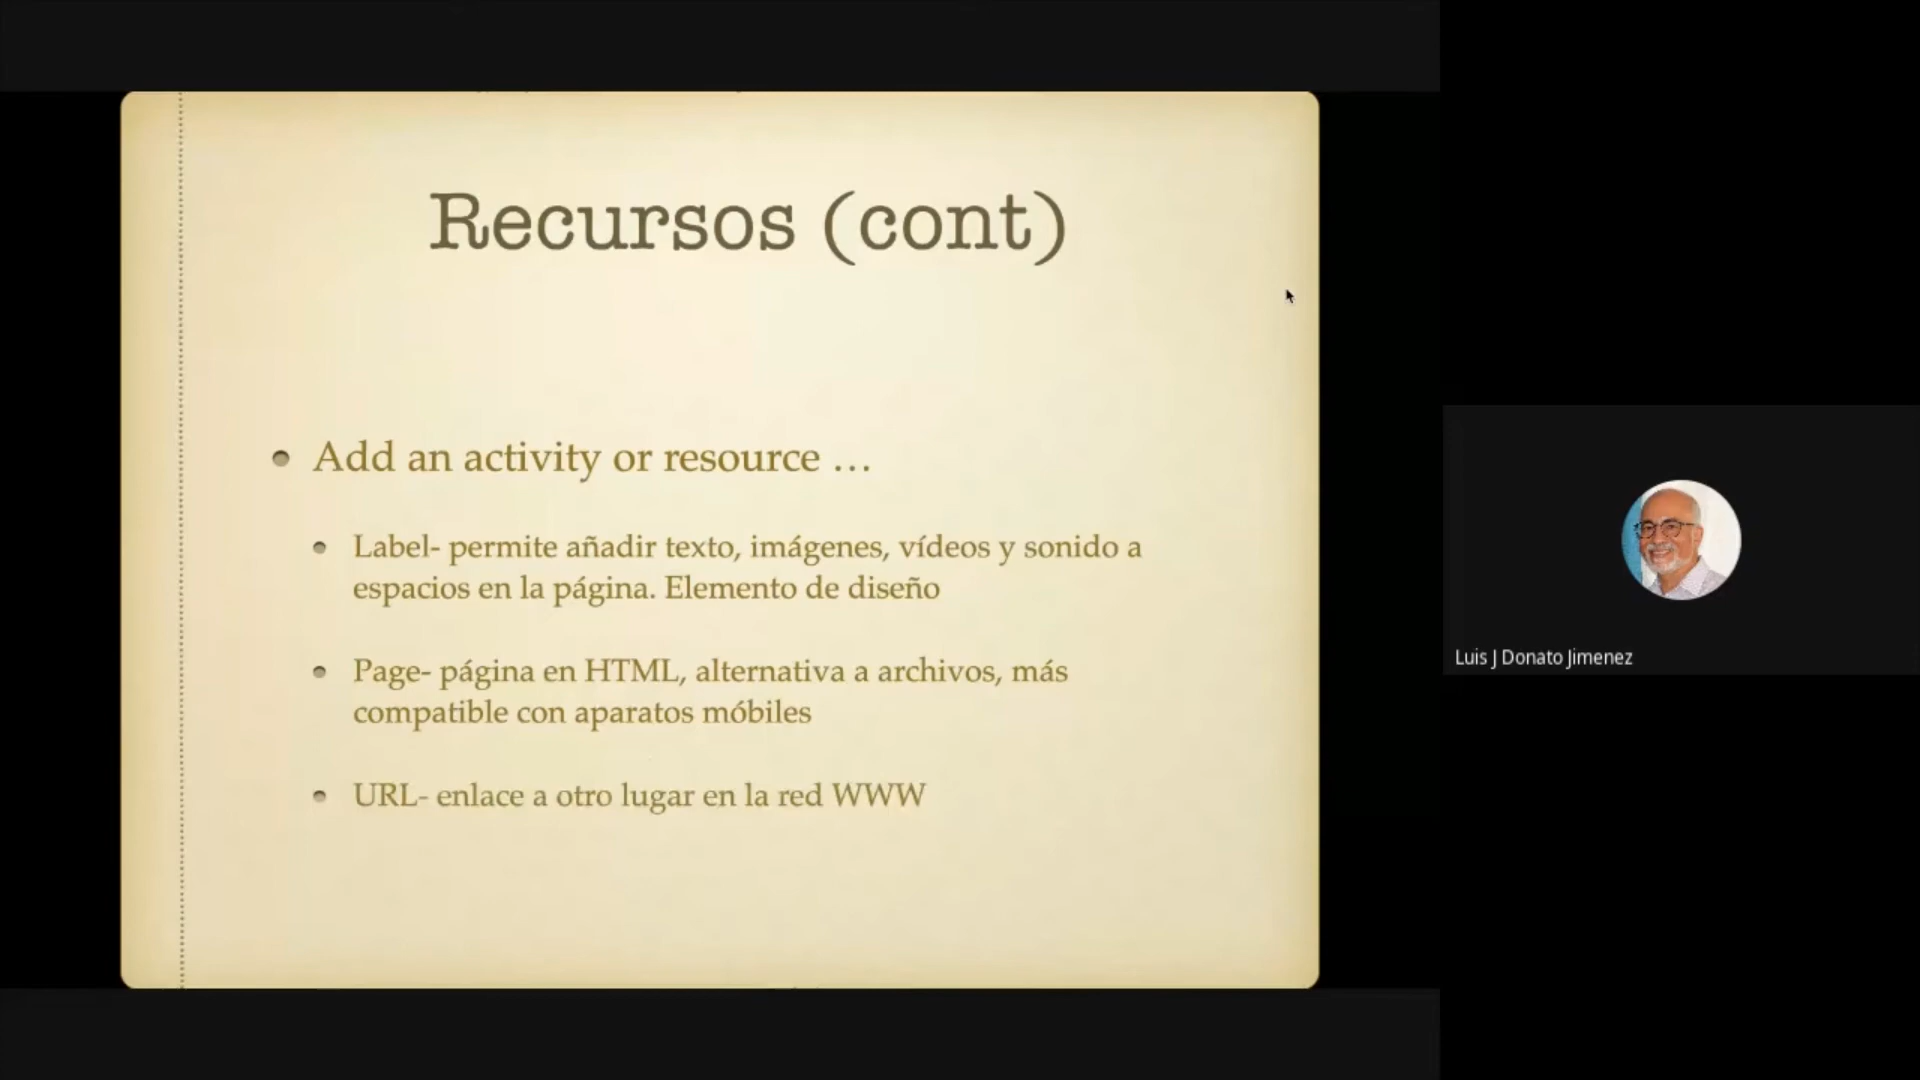 Recursos (cont)
Add an activity or resource …
Label- permite añadir texto, imágenes, vídeos y sonido a
espacios en la página. Elemento de diseño
Page- página en HTML, alternativa a archivos, más
compatible con aparatos móbiles
URL- enlace a otro lugar en la red WWW
Luis J Donato Jimenez